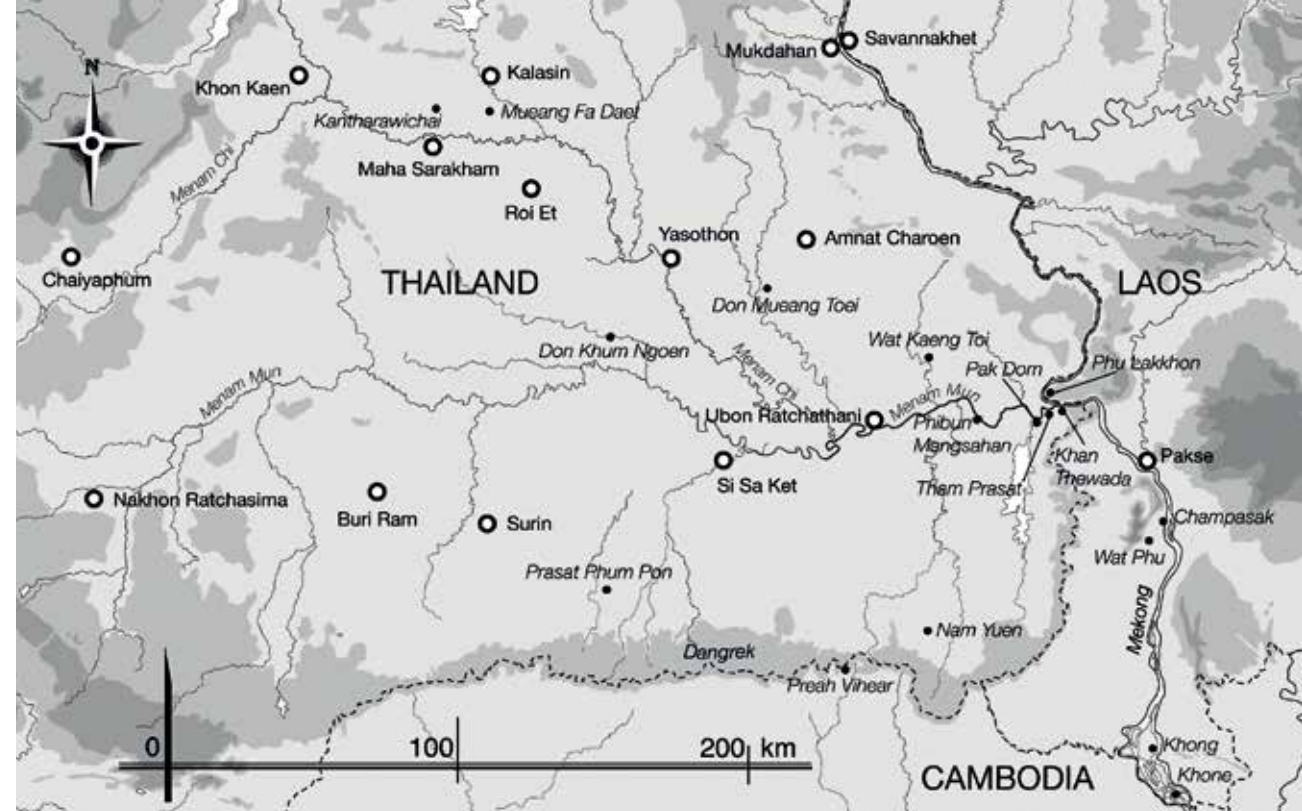 Savannakhet
Mukdahan
N
Khon Kaen
Kalasin
Kantharawichai
Mueang Fa Daet
Maha Sarakham
Menam Chi
Roi Et
Yasothon
Amnat Charoen
Chaiyaphum
THAILAND
LAOS
Don Mueang Toei
Don Khum Ngoen
Wat Kaeng Toi
Pak Dom
Phu Lakkhon
Menam Mun
Menam Chi
Menam Mun
Ubon Ratchathani
Phibun
Mangsahan
Khan
Thewada
Tham Prasat
Pakse
Si Sa Ket
Nakhon Ratchasima
Buri Ram
Surin
Champasak
Wat Phu
Prasat Phum Pon
Mekong
Nam Yuen
Dangrek
Preah Vihear
0 100 200 km
Khong
CAMBODIA
Khone